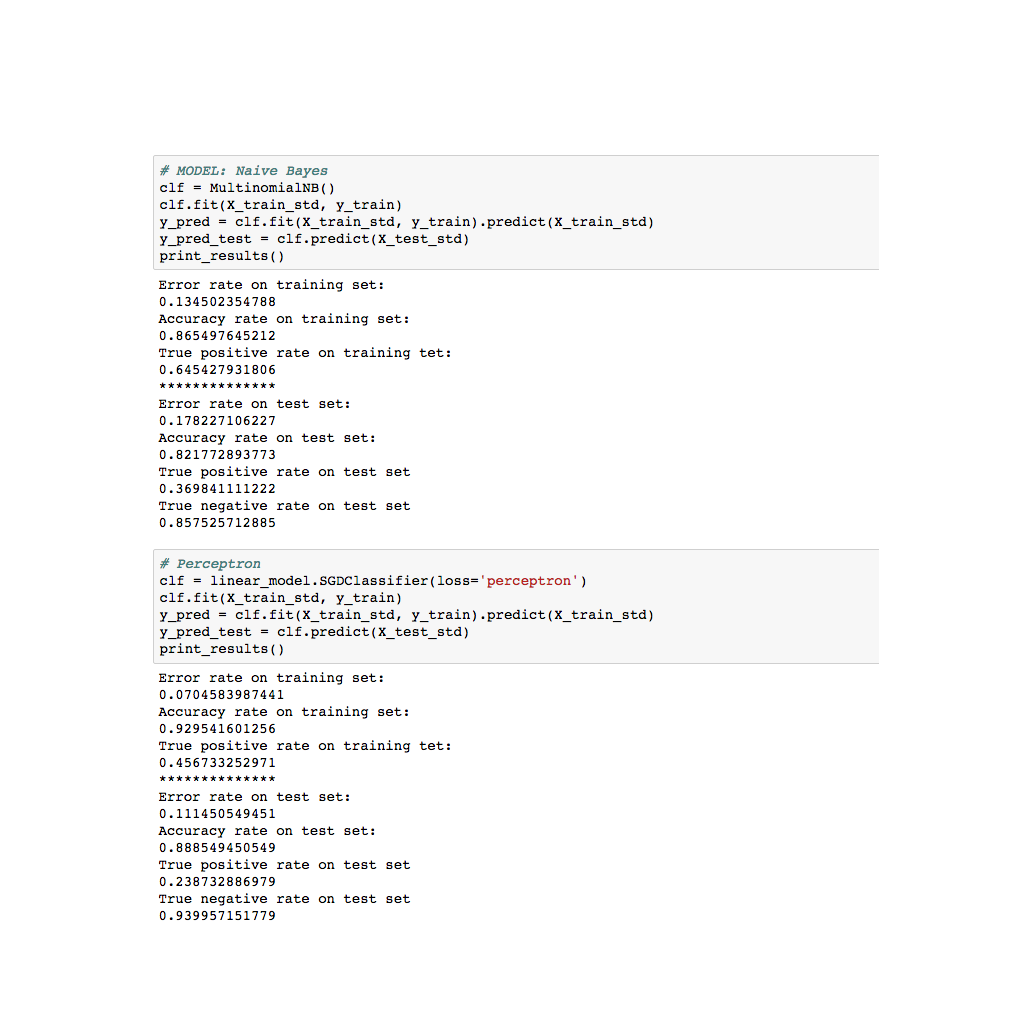 # MODEL: Naive Bayes
clf = MultinomialNB()
clf.fit(X_train_std, y_train)
y_pred = clf.fit(X_train_std, y_train).predict(X_train_std)
y_pred_test = clf.predict(X_test_std)
print_results()
Error rate on training set:
0.134502354788
Accuracy rate on training set:
0.865497645212
True positive rate on training tet:
0.645427931806
**************
Error rate on test set:
0.178227106227
Accuracy rate on test set:
0.821772893773
True positive rate on test set
0.369841111222
True negative rate on test set
0.857525712885
# Perceptron
clf = linear_model.SGDClassifier(loss='perceptron')
clf.fit(X_train_std, y_train)
y_pred = clf.fit(X_train_std, y_train).predict(X_train_std)
y_pred_test = clf.predict(X_test_std)
print_results()
Error rate on training set:
0.0704583987441
Accuracy rate on training set:
0.929541601256
True positive rate on training tet:
0.456733252971
**************
Error rate on test set:
0.111450549451
Accuracy rate on test set:
0.888549450549
True positive rate on test set
0.238732886979
True negative rate on test set
0.939957151779